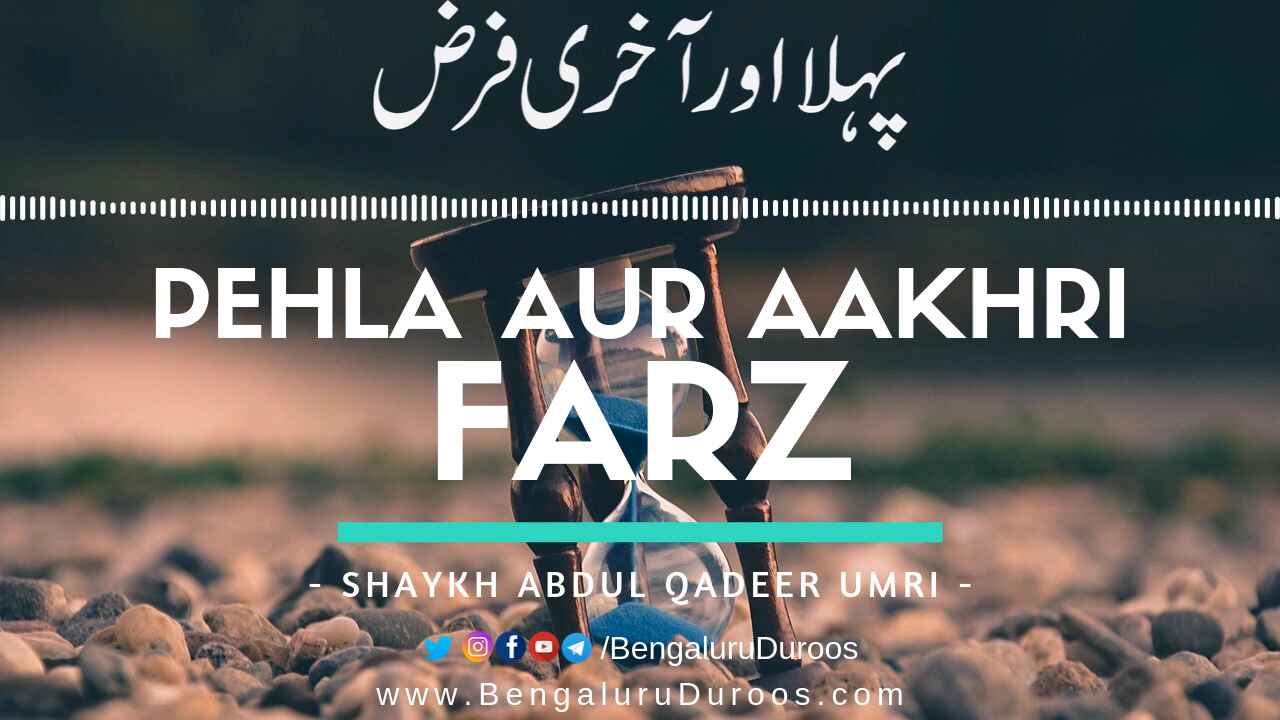 پہلا اور آخری فرض
PEHLA AUR AAKHRI
FARZ
- SHAYKH ABDUL QADEER UMRI -
/BengaluruDuroos
www.BengaluruDuroos.com